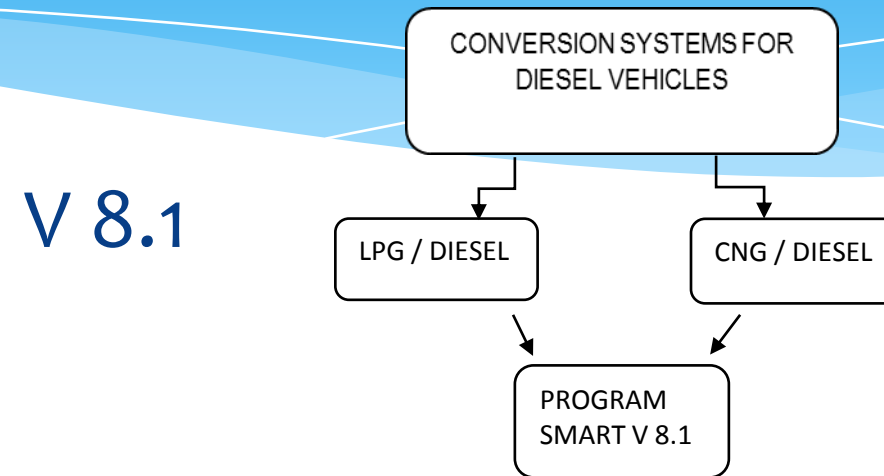 CONVERSION SYSTEMS FOR
DIESEL VEHICLES
V 8.1
LPG / DIESEL
CNG / DIESEL
PROGRAM
SMART V 8.1